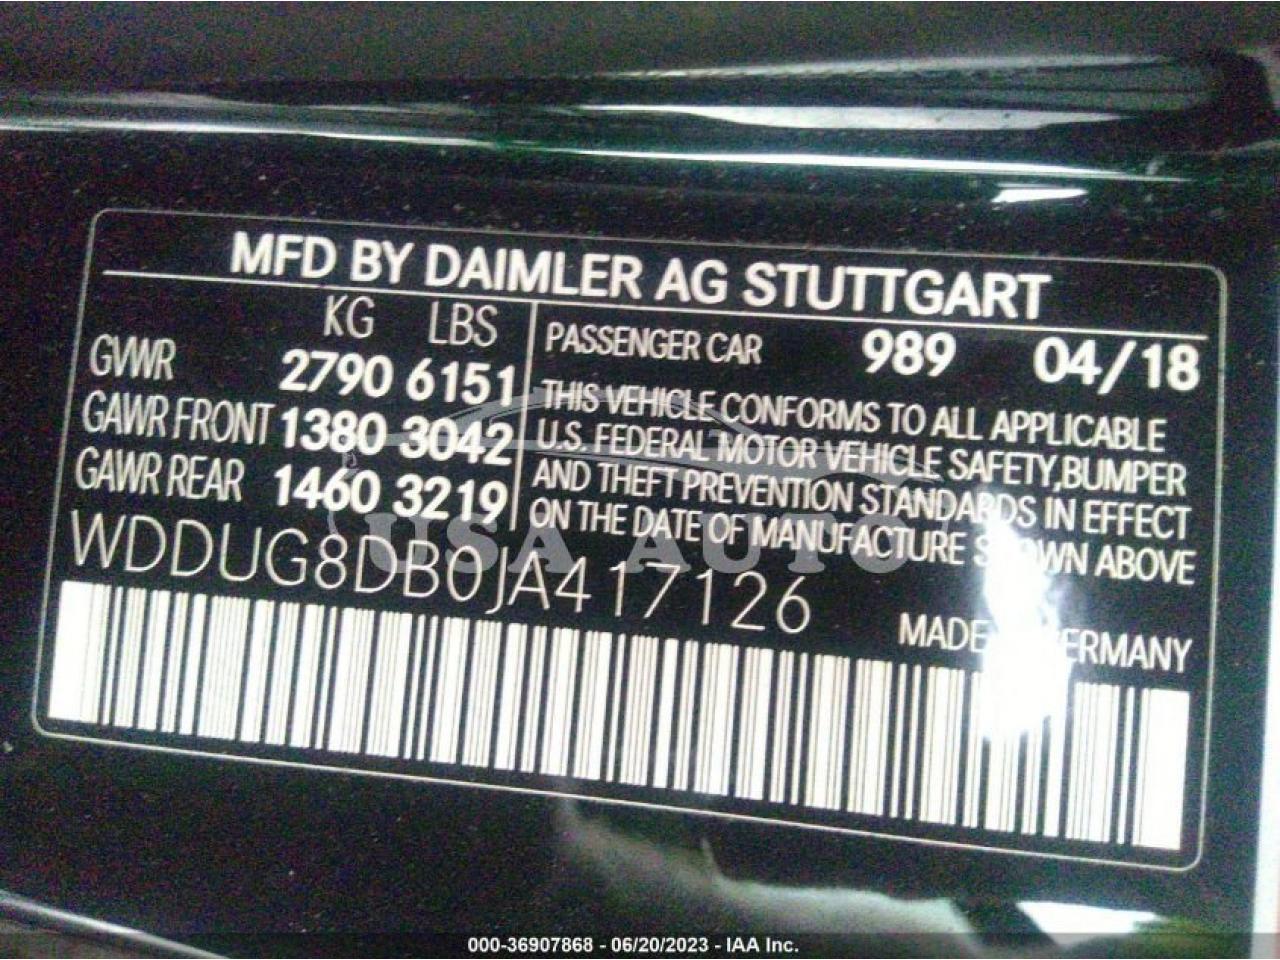 MFD BY DAIMLER AG STUTTGART
KG LBS
GVWR 2790 6151
GAWR FRONT 1380 3042
GAWR REAR 1460 3219
PASSENGER CAR 989 04/18
THIS VEHICLE CONFORMS TO ALL APPLICABLE
U.S. FEDERAL MOTOR VEHICLE SAFETY,BUMPER
AND THEFT PREVENTION STANDARDS IN EFFECT
ON THE DATE OF MANUFACTURE SHOWN ABOVE
WDDUG8DB0JA417126
MADE IN GERMANY
USA AUTO
000-36907868 - 06/20/2023 - IAA Inc.